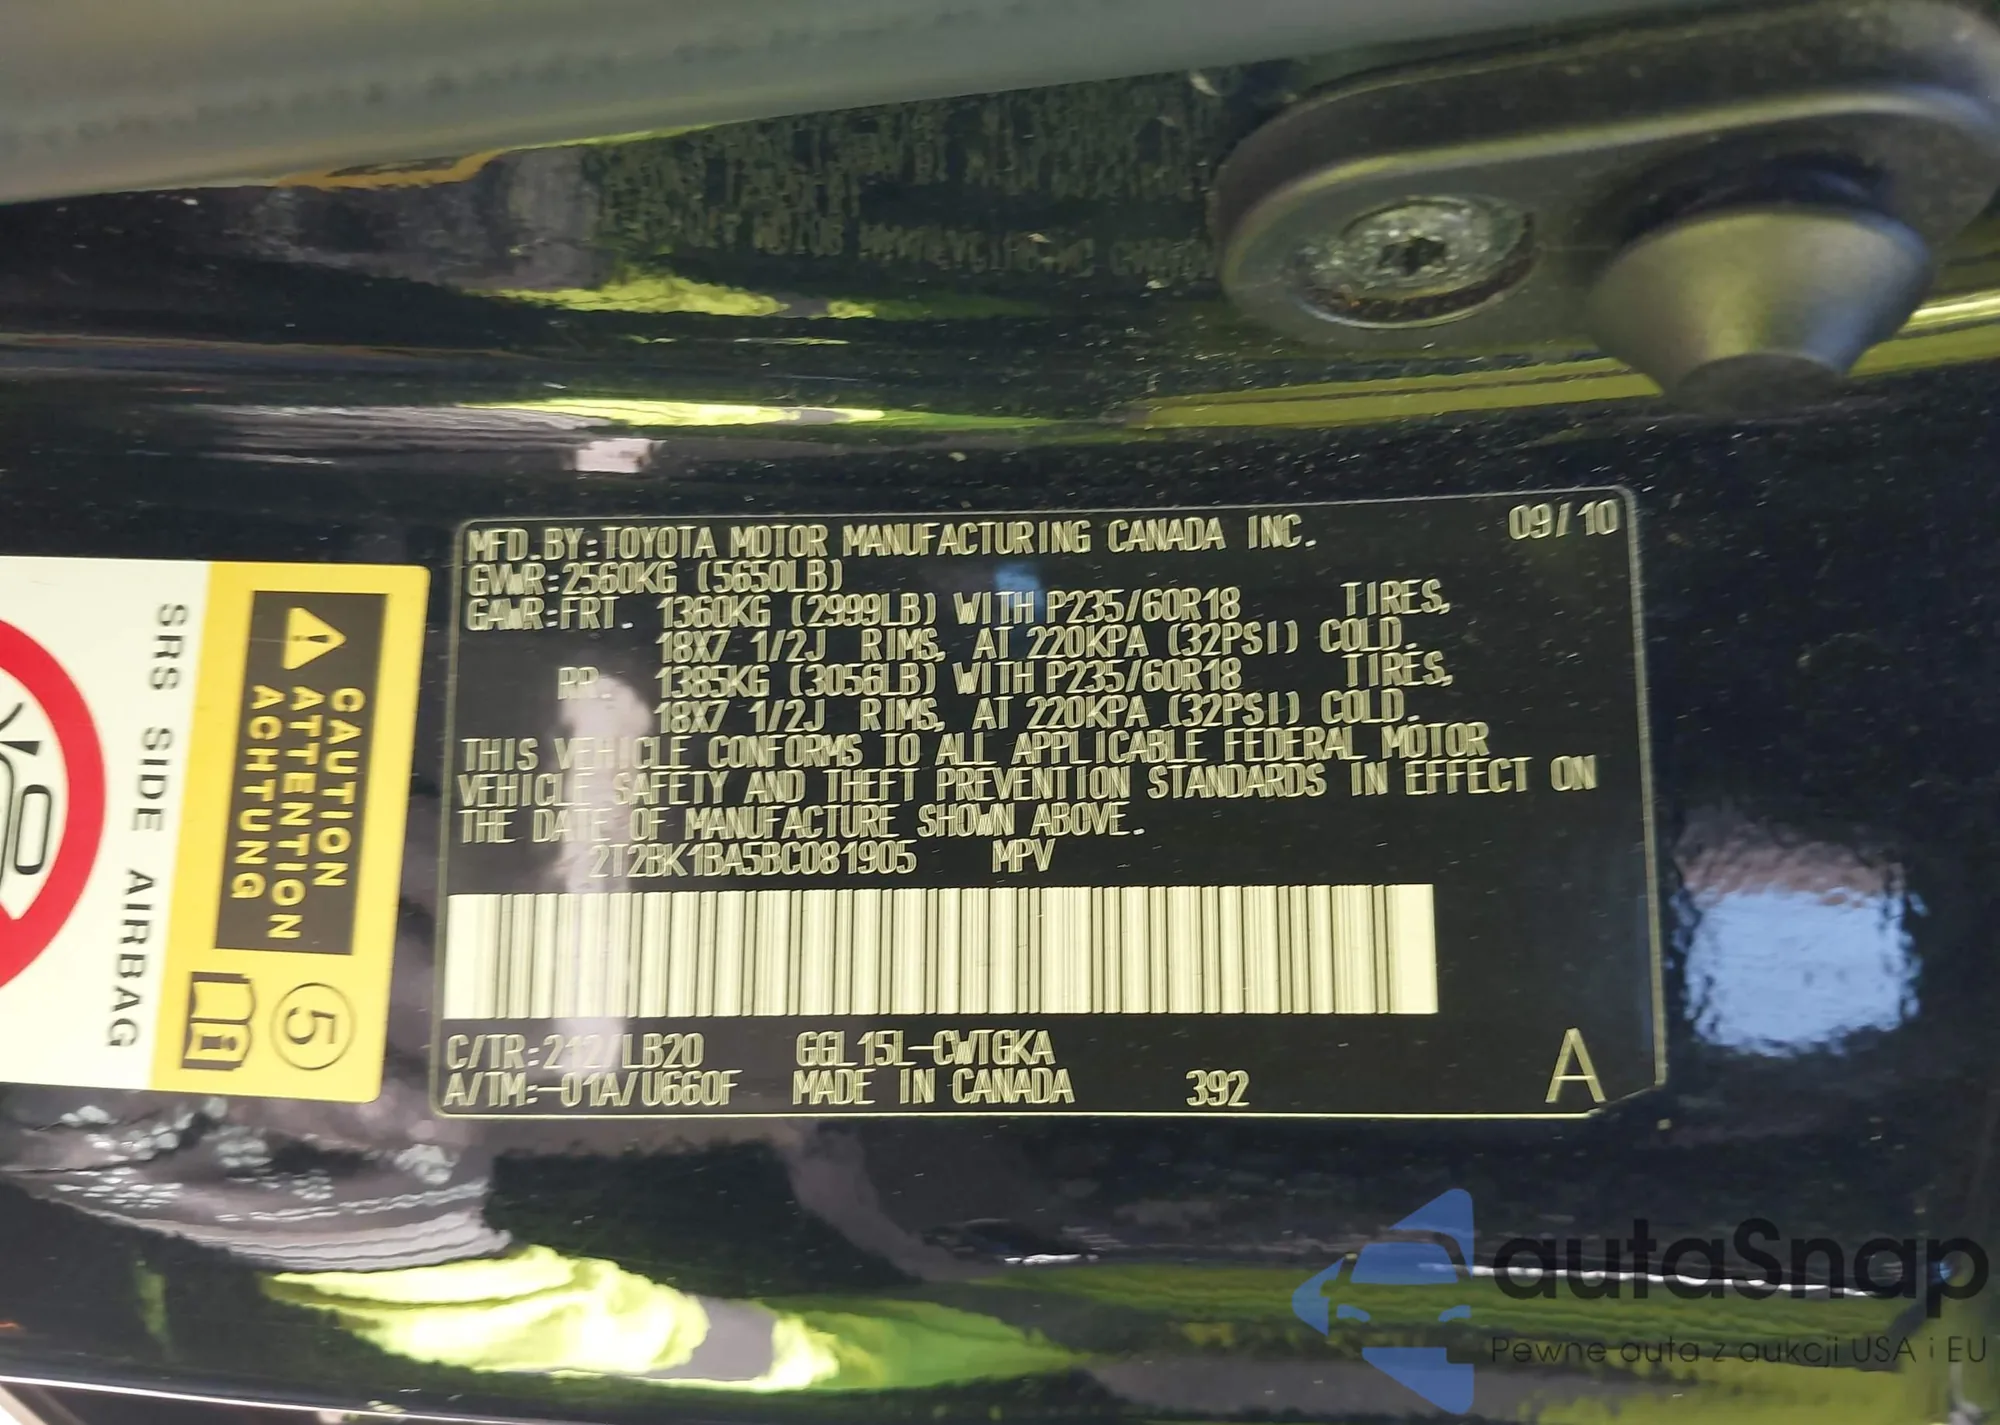 MFD.BY:TOYOTA MOTOR MANUFACTURING CANADA INC. 09/10
GVWR:2560KG (5650LB)
GAWR:FRT. 1360KG (2999LB) WITH P235/60R18 TIRES,
18X7 1/2J RIMS, AT 220KPA (32PSI) COLD.
RR. 1385KG (3056LB) WITH P235/60R18 TIRES,
18X7 1/2J RIMS, AT 220KPA (32PSI) COLD.
THIS VEHICLE CONFORMS TO ALL APPLICABLE FEDERAL MOTOR
VEHICLE SAFETY AND THEFT PREVENTION STANDARDS IN EFFECT ON
THE DATE OF MANUFACTURE SHOWN ABOVE.
2T2BK1BA5BC081905 MPV
C/TR:212/LB20 GGL15L-CWTGKA
A/TM:-01A/U660F MADE IN CANADA 392 A
CAUTION
ATTENTION
ACHTUNG
5
SRS SIDE AIRBAG
autaSnap
Pewne auta z aukcji USA i EU